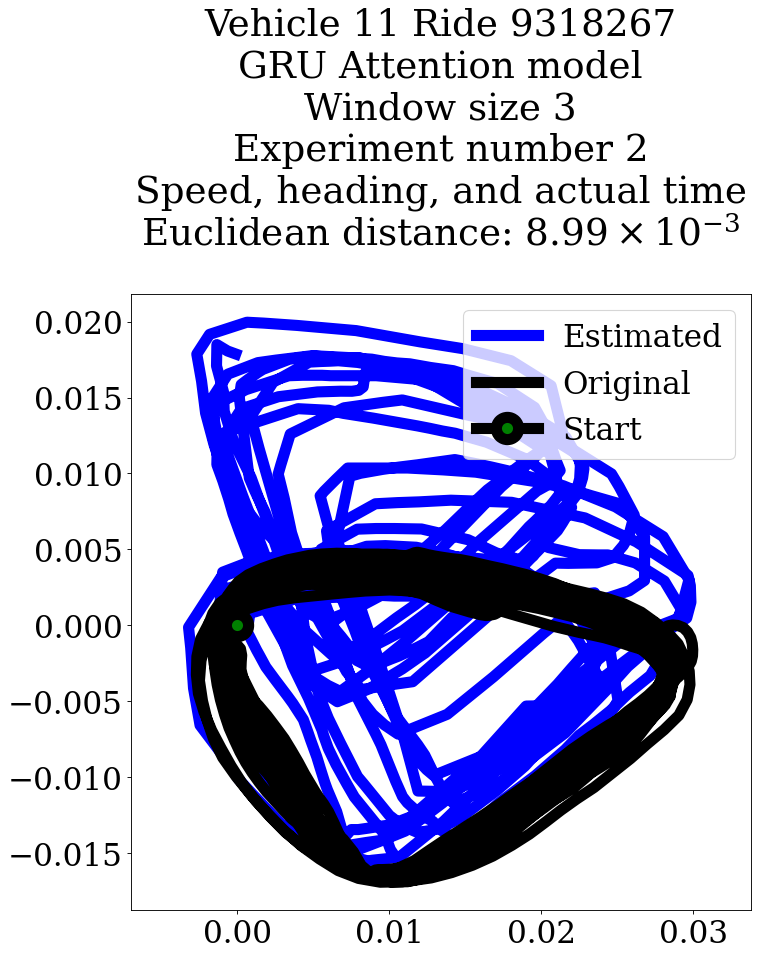 Vehicle 11 Ride 9318267
GRU Attention model
Window size 3
Experiment number 2
Speed, heading, and actual time
Euclidean distance: 8.99 × 10⁻³
Estimated
Original
Start
0.020
0.015
0.010
0.005
0.000
−0.005
−0.010
−0.015
0.00 0.01 0.02 0.03